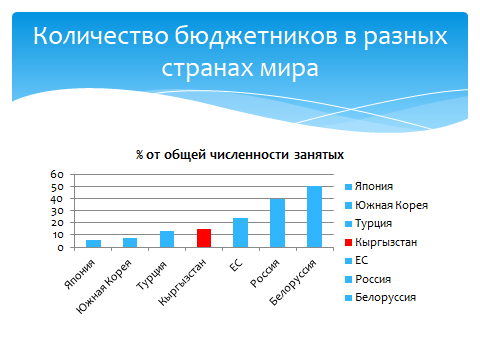 Количество бюджетников в разных
странах мира
% от общей численности занятых
60
50
40
30
20
10
0
Япония
Южная Корея
Турция
Кыргызстан
ЕС
Россия
Белоруссия
Япония
Южная Корея
Турция
Кыргызстан
ЕС
Россия
Белоруссия